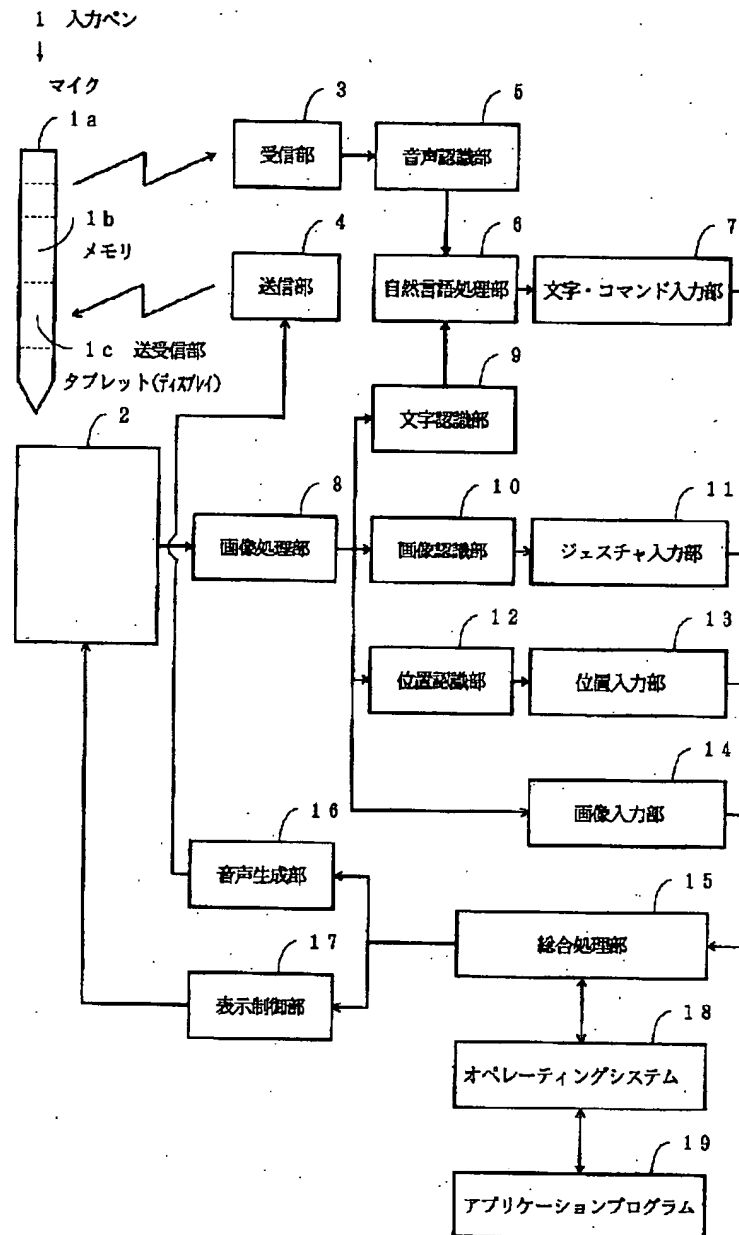 1 入力ペン
マイク
1a
3
5
受信部
音声認識部
1b
メモリ
4
6
7
送信部
自然言語処理部
文字・コマンド入力部
1c 送受信部
タブレット(ディスプレイ)
2
9
文字認識部
8
10
11
画像処理部
画像認識部
ジェスチャ入力部
12
13
位置認識部
位置入力部
14
画像入力部
16
音声生成部
15
総合処理部
17
表示制御部
18
オペレーティングシステム
19
アプリケーションプログラム